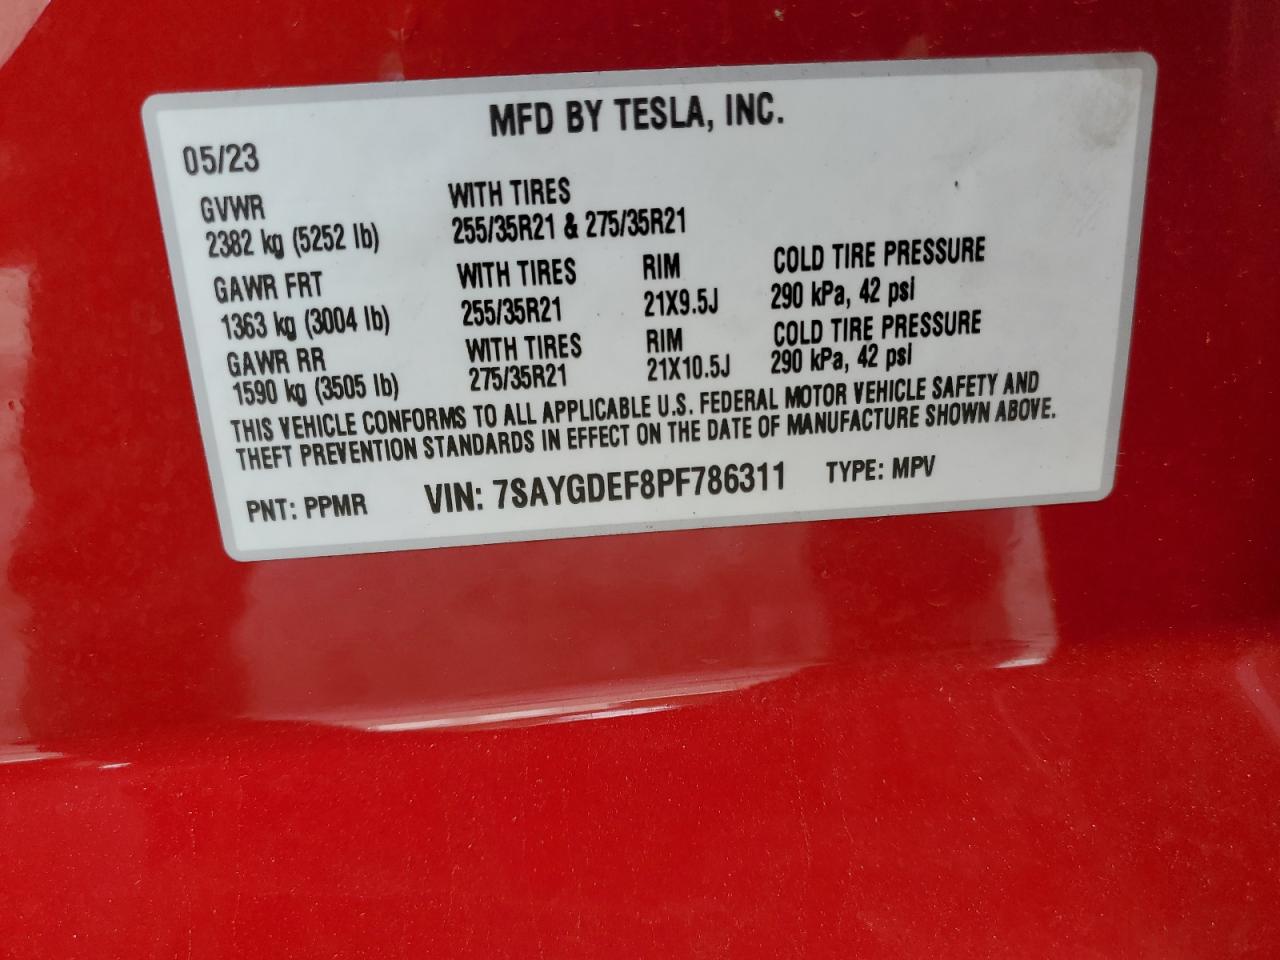 MFD BY TESLA, INC.
05/23
GVWR WITH TIRES
2382 kg (5252 lb) 255/35R21 & 275/35R21
GAWR FRT WITH TIRES RIM COLD TIRE PRESSURE
1363 kg (3004 lb) 255/35R21 21X9.5J 290 kPa, 42 psi
GAWR RR WITH TIRES RIM COLD TIRE PRESSURE
1590 kg (3505 lb) 275/35R21 21X10.5J 290 kPa, 42 psi
THIS VEHICLE CONFORMS TO ALL APPLICABLE U.S. FEDERAL MOTOR VEHICLE SAFETY AND
THEFT PREVENTION STANDARDS IN EFFECT ON THE DATE OF MANUFACTURE SHOWN ABOVE.
PNT: PPMR VIN: 7SAYGDEF8PF786311 TYPE: MPV